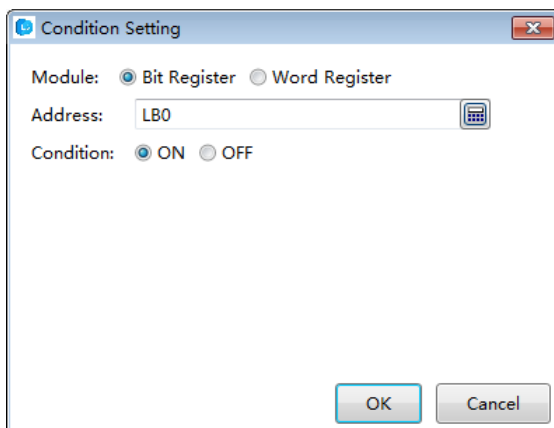 Condition Setting
Module: Bit Register Word Register
Address: LB0
Condition: ON OFF
OK Cancel